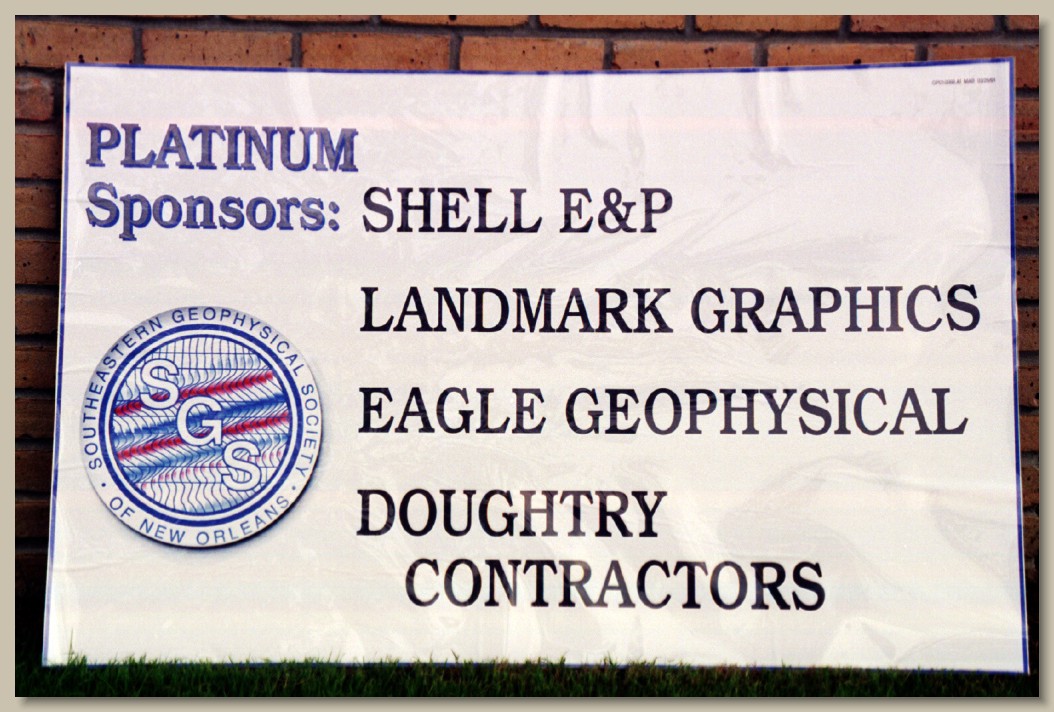 PLATINUM
Sponsors: SHELL E&P
LANDMARK GRAPHICS
EAGLE GEOPHYSICAL
DOUGHTRY
CONTRACTORS
SOUTHEASTERN GEOPHYSICAL SOCIETY
• OF NEW ORLEANS •
SGS